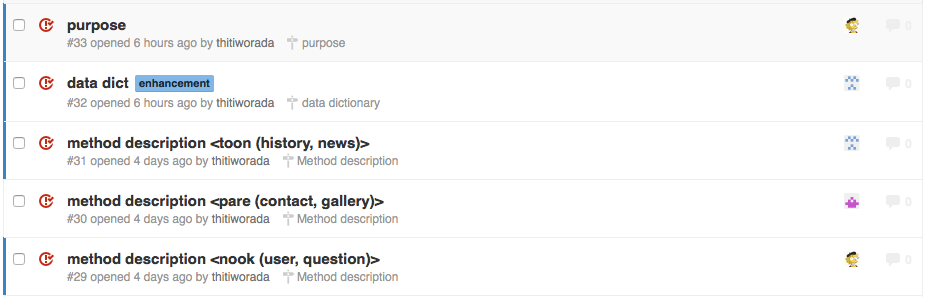 purpose
#33 opened 6 hours ago by thitiworada purpose 0
data dict enhancement
#32 opened 6 hours ago by thitiworada data dictionary 0
method description <toon (history, news)>
#31 opened 4 days ago by thitiworada Method description 0
method description <pare (contact, gallery)>
#30 opened 4 days ago by thitiworada Method description 0
method description <nook (user, question)>
#29 opened 4 days ago by thitiworada Method description 0